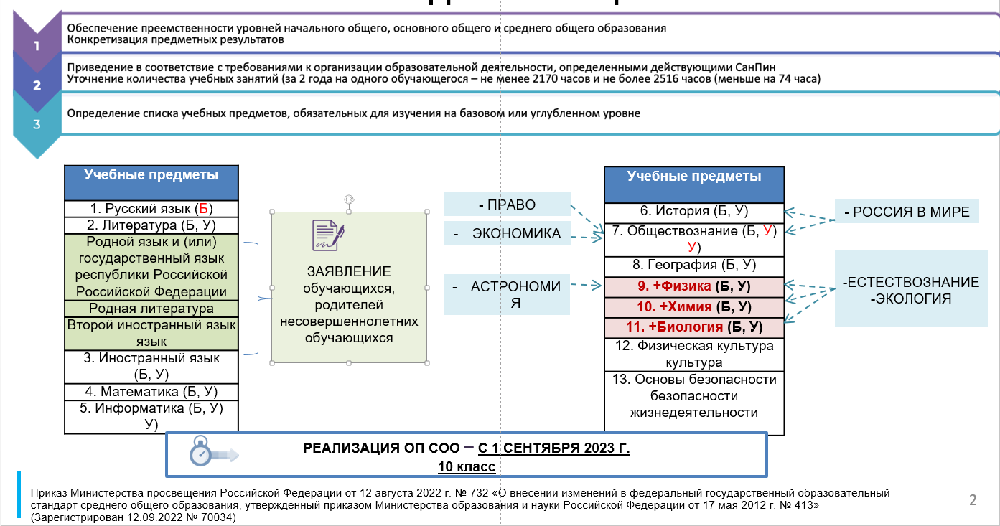 1
Обеспечение преемственности уровней начального общего, основного общего и среднего общего образования
Конкретизация предметных результатов
2
Приведение в соответствие с требованиями к организации образовательной деятельности, определенными действующими СанПин
Уточнение количества учебных занятий (за 2 года на одного обучающегося – не менее 2170 часов и не более 2516 часов (меньше на 74 часа)
3
Определение списка учебных предметов, обязательных для изучения на базовом или углубленном уровне
Учебные предметы
1. Русский язык (Б)
2. Литература (Б, У)
Родной язык и (или)
государственный язык
республики Российской
Российской Федерации
Родная литература
Второй иностранный язык
язык
3. Иностранный язык
(Б, У)
4. Математика (Б, У)
5. Информатика (Б, У)
У)
ЗАЯВЛЕНИЕ
обучающихся,
родителей
несовершеннолетних
обучающихся
- ПРАВО
- ЭКОНОМИКА
- АСТРОНОМИ
Я
Учебные предметы
6. История (Б, У)
7. Обществознание (Б, У)
У)
8. География (Б, У)
9. +Физика (Б, У)
10. +Химия (Б, У)
11. +Биология (Б, У)
12. Физическая культура
культура
13. Основы безопасности
безопасности
жизнедеятельности
- РОССИЯ В МИРЕ
-ЕСТЕСТВОЗНАНИЕ
-ЭКОЛОГИЯ
РЕАЛИЗАЦИЯ ОП СОО – С 1 СЕНТЯБРЯ 2023 Г.
10 класс
Приказ Министерства просвещения Российской Федерации от 12 августа 2022 г. № 732 «О внесении изменений в федеральный государственный образовательный
стандарт среднего общего образования, утвержденный приказом Министерства образования и науки Российской Федерации от 17 мая 2012 г. № 413»
(Зарегистрирован 12.09.2022 № 70034)
2